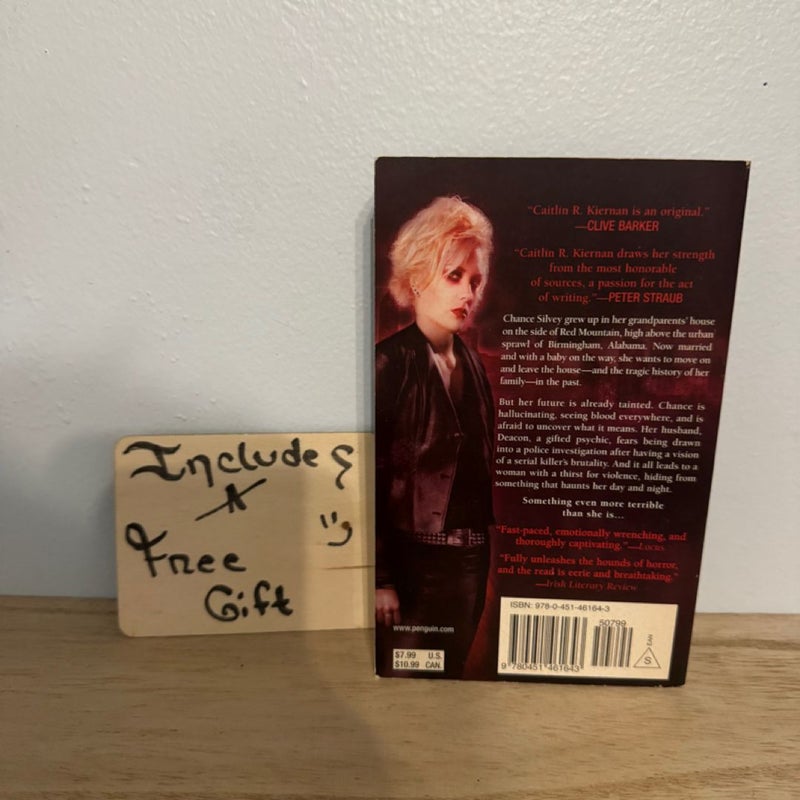 Includes
A
Free
Gift
:)
"Caitlín R. Kiernan is an original."
—CLIVE BARKER
"Caitlín R. Kiernan draws her strength
from the most honorable
of sources, a passion for the act
of writing."—PETER STRAUB
Chance Silvey grew up in her grandparents' house
on the side of Red Mountain, high above the urban
sprawl of Birmingham, Alabama. Now married
and with a baby on the way, she wants to move on
and leave the house—and the tragic history of her
family—in the past.
But her future is already tainted. Chance is
hallucinating, seeing blood everywhere, and is
afraid to uncover what it means. Her husband,
Deacon, a gifted psychic, fears being drawn
into a police investigation after having a vision
of a serial killer's brutality. And it all leads to a
woman with a thirst for violence, hiding from
something that haunts her day and night.
Something even more terrible
than she is...
"Fast-paced, emotionally wrenching, and
thoroughly captivating."—Locus
"Fully unleashes the hounds of horror,
and the read is eerie and breathtaking."
—Irish Literary Review
www.penguin.com
$7.99 U.S.
$10.99 CAN.
ISBN: 978-0-451-46164-3
50799
9 780451 461643
EAN
S